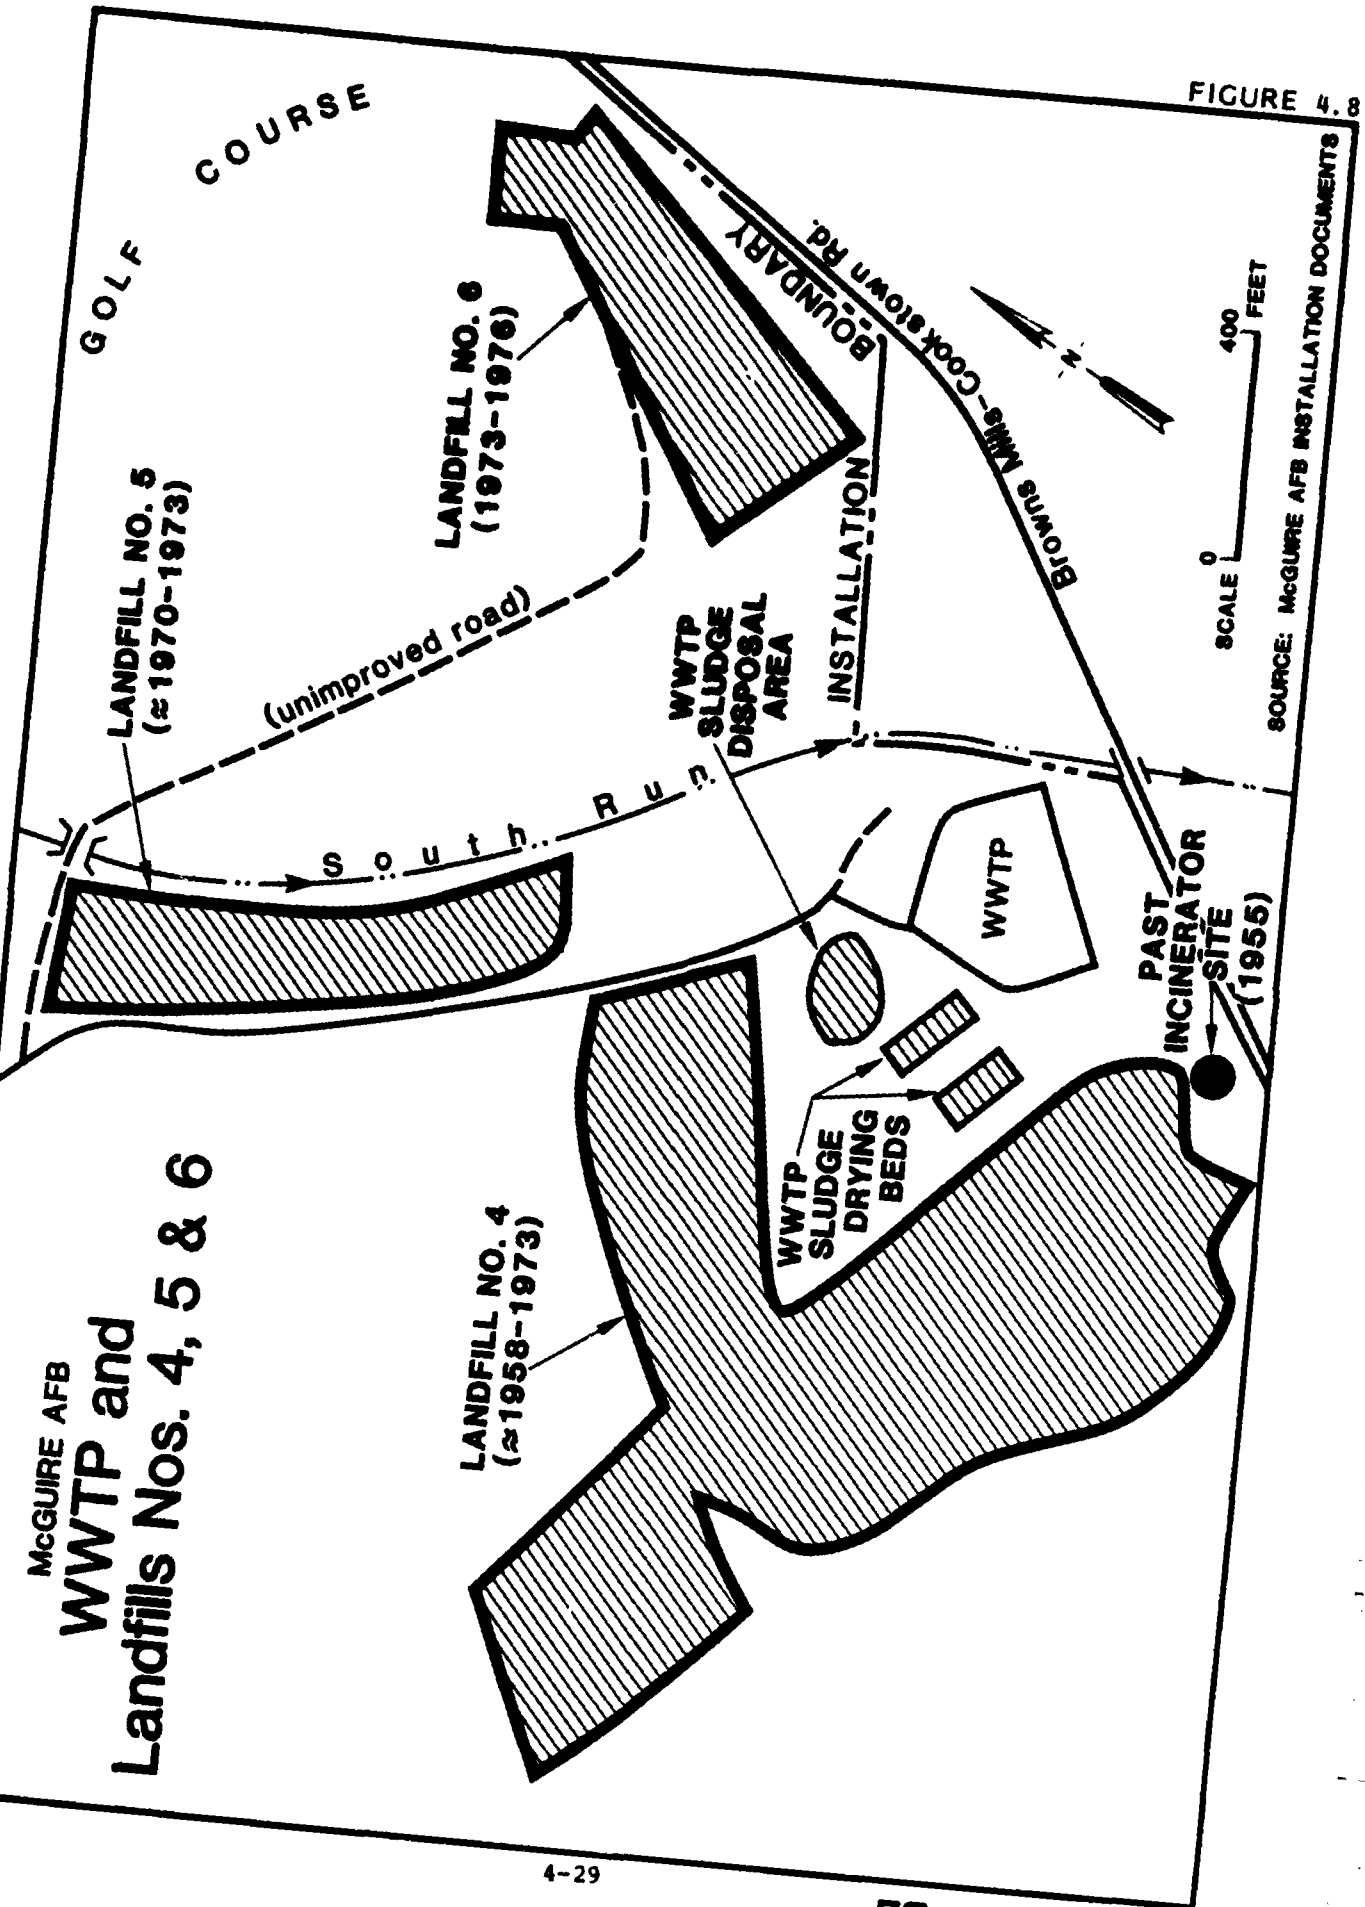 FIGURE 4.8
McGUIRE AFB
WWTP and
Landfills Nos. 4, 5 & 6
GOLF COURSE
LANDFILL NO. 5
(≈1970-1973)
LANDFILL NO. 6
(1973-1976)
(unimproved road)
South Run
WWTP
SLUDGE
DISPOSAL
AREA
INSTALLATION BOUNDARY
Browns Mills-Cookstown Rd.
N
WWTP
PAST
INCINERATOR
SITE
(1955)
WWTP
SLUDGE
DRYING
BEDS
LANDFILL NO. 4
(≈1958-1973)
SCALE 0 400 FEET
SOURCE: McGUIRE AFB INSTALLATION DOCUMENTS
4-29